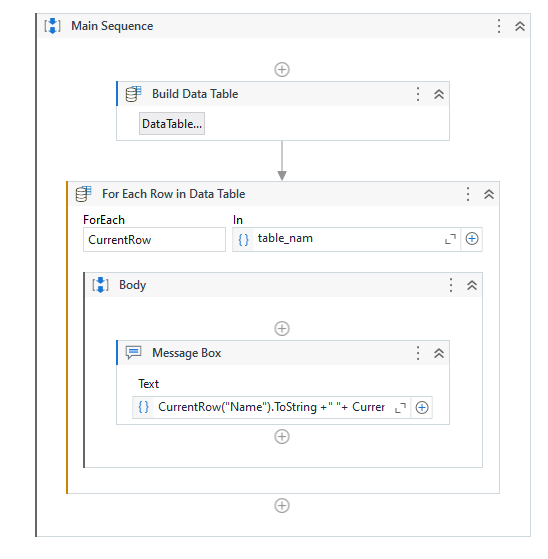 Main Sequence
Build Data Table
DataTable...
For Each Row in Data Table
ForEach In
CurrentRow table_nam
Body
Message Box
Text
CurrentRow("Name").ToString +" "+ Currer